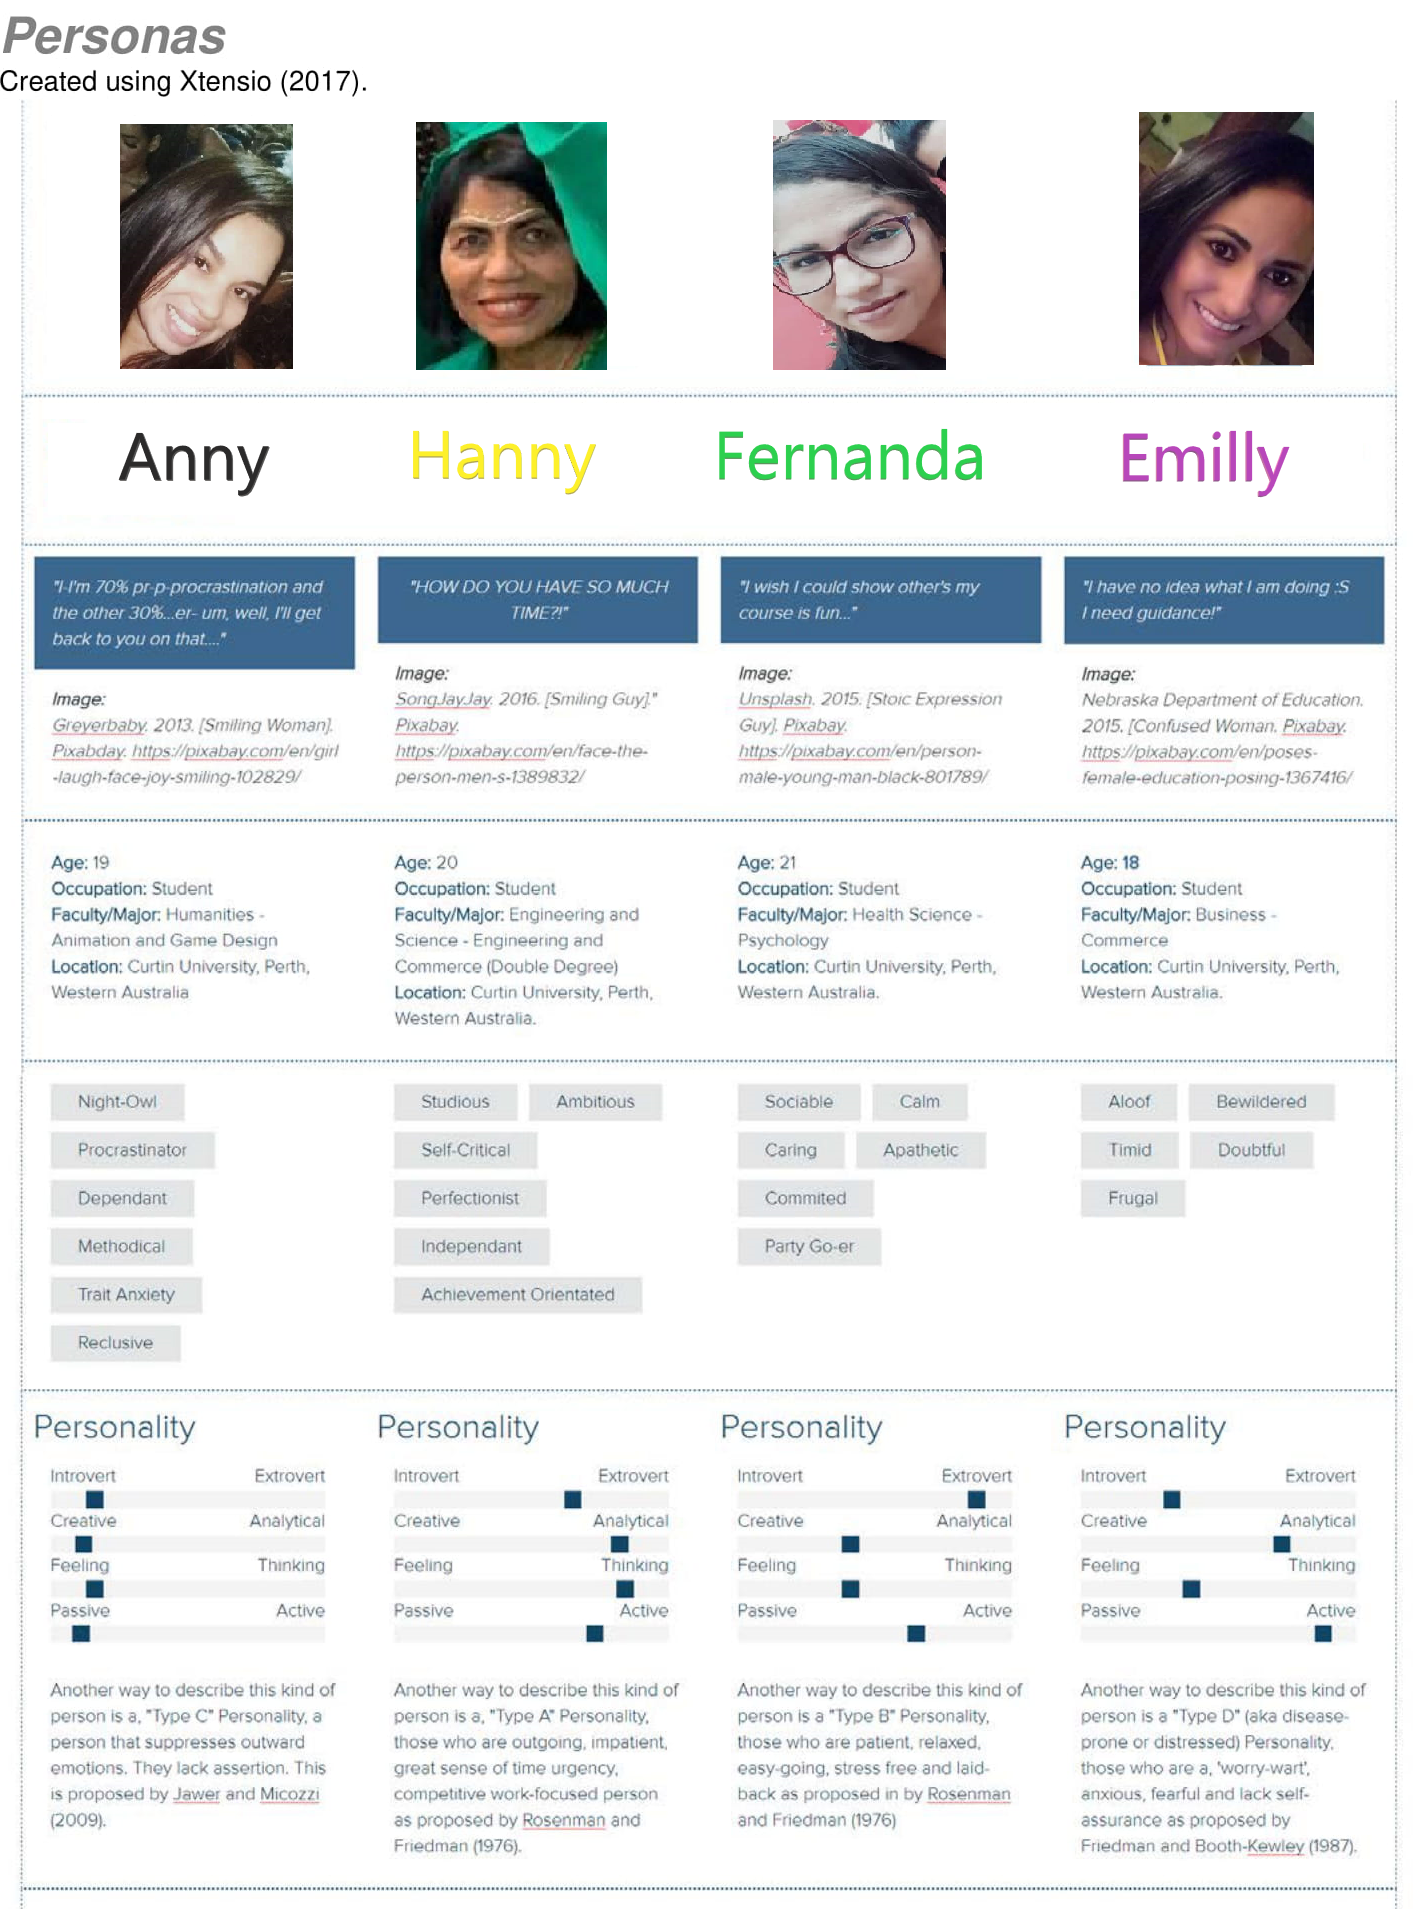 Personas
Created using Xtensio (2017).
Anny
Hanny
Fernanda
Emilly
"I-I'm 70% pr-p-procrastination and
the other 30%...er- um, well, I'll get
back to you on that...."
Image:
Greyerbaby. 2013. [Smiling Woman].
Pixabday. https://pixabay.com/en/girl
-laugh-face-joy-smiling-102829/
"HOW DO YOU HAVE SO MUCH
TIME?!"
Image:
SongJayJay. 2016. [Smiling Guy]."
Pixabay.
https://pixabay.com/en/face-the-
person-men-s-1389832/
"I wish I could show other's my
course is fun..."
Image:
Unsplash. 2015. [Stoic Expression
Guy]. Pixabay.
https://pixabay.com/en/person-
male-young-man-black-801789/
"I have no idea what I am doing :S
I need guidance!"
Image:
Nebraska Department of Education.
2015. [Confused Woman. Pixabay.
https://pixabay.com/en/poses-
female-education-posing-1367416/
Age: 19
Occupation: Student
Faculty/Major: Humanities -
Animation and Game Design
Location: Curtin University, Perth,
Western Australia
Age: 20
Occupation: Student
Faculty/Major: Engineering and
Science - Engineering and
Commerce (Double Degree)
Location: Curtin University, Perth,
Western Australia.
Age: 21
Occupation: Student
Faculty/Major: Health Science -
Psychology
Location: Curtin University, Perth,
Western Australia.
Age: 18
Occupation: Student
Faculty/Major: Business -
Commerce
Location: Curtin University, Perth,
Western Australia.
Night-Owl
Procrastinator
Dependant
Methodical
Trait Anxiety
Reclusive
Studious Ambitious
Self-Critical
Perfectionist
Independant
Achievement Orientated
Sociable Calm
Caring Apathetic
Commited
Party Go-er
Aloof Bewildered
Timid Doubtful
Frugal
Personality
Introvert Extrovert
Creative Analytical
Feeling Thinking
Passive Active
Another way to describe this kind of
person is a, "Type C" Personality, a
person that suppresses outward
emotions. They lack assertion. This
is proposed by Jawer and Micozzi
(2009).
Personality
Introvert Extrovert
Creative Analytical
Feeling Thinking
Passive Active
Another way to describe this kind of
person is a, "Type A" Personality,
those who are outgoing, impatient,
great sense of time urgency,
competitive work-focused person
as proposed by Rosenman and
Friedman (1976).
Personality
Introvert Extrovert
Creative Analytical
Feeling Thinking
Passive Active
Another way to describe this kind of
person is a "Type B" Personality,
those who are patient, relaxed,
easy-going, stress free and laid-
back as proposed in by Rosenman
and Friedman (1976)
Personality
Introvert Extrovert
Creative Analytical
Feeling Thinking
Passive Active
Another way to describe this kind of
person is a "Type D" (aka disease-
prone or distressed) Personality,
those who are a, 'worry-wart',
anxious, fearful and lack self-
assurance as proposed by
Friedman and Booth-Kewley (1987).